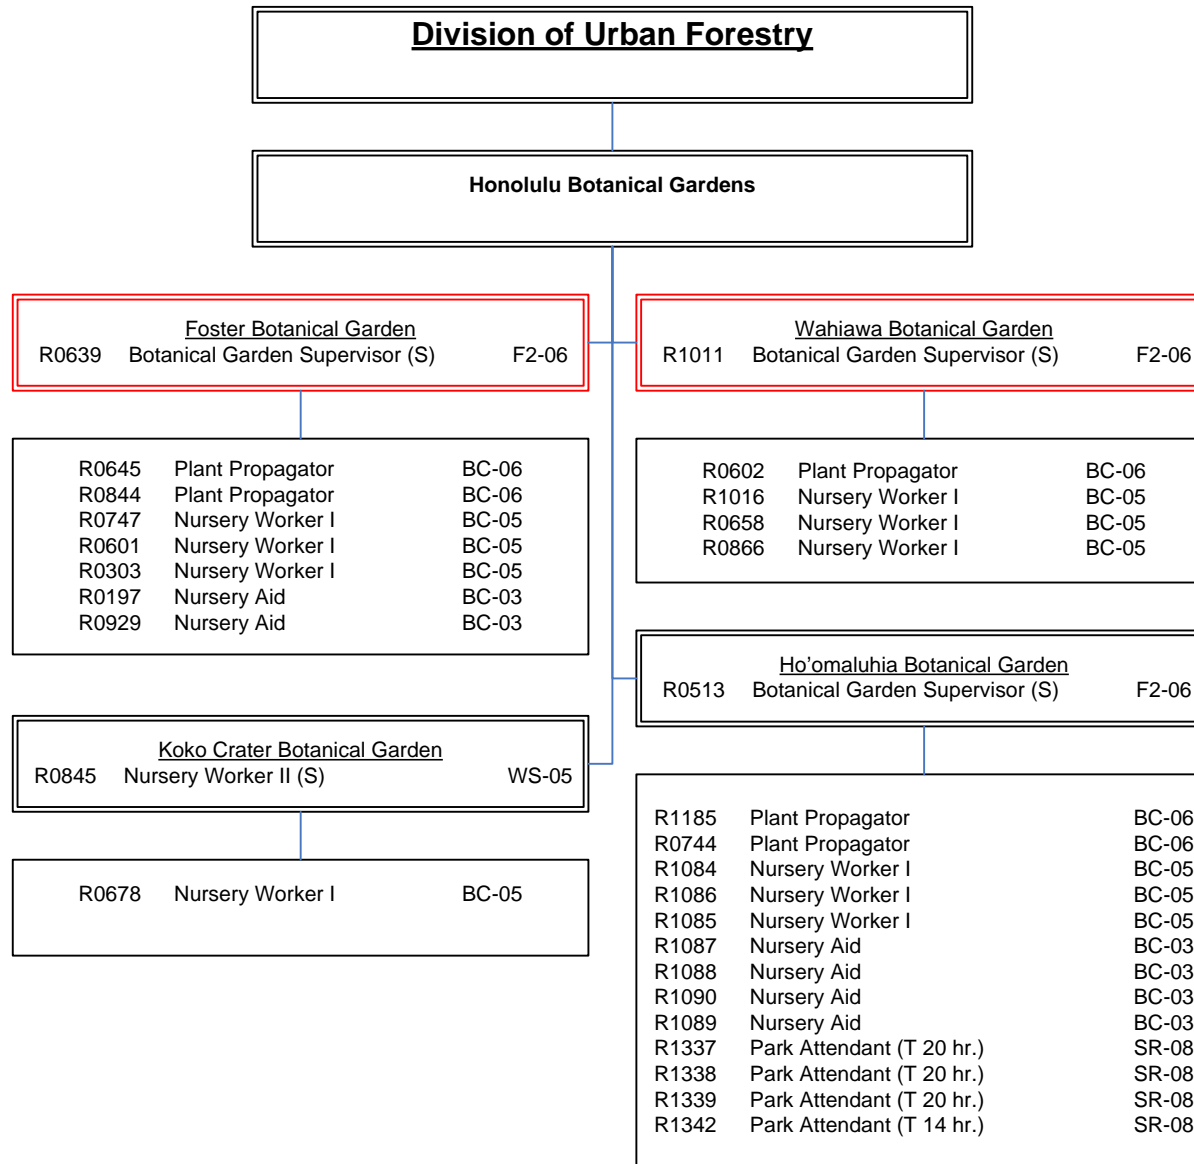 Division of Urban Forestry
Honolulu Botanical Gardens
Foster Botanical Garden
R0639 Botanical Garden Supervisor (S) F2-06
R0645 Plant Propagator BC-06
R0844 Plant Propagator BC-06
R0747 Nursery Worker I BC-05
R0601 Nursery Worker I BC-05
R0303 Nursery Worker I BC-05
R0197 Nursery Aid BC-03
R0929 Nursery Aid BC-03
Wahiawa Botanical Garden
R1011 Botanical Garden Supervisor (S) F2-06
R0602 Plant Propagator BC-06
R1016 Nursery Worker I BC-05
R0658 Nursery Worker I BC-05
R0866 Nursery Worker I BC-05
Koko Crater Botanical Garden
R0845 Nursery Worker II (S) WS-05
R0678 Nursery Worker I BC-05
Ho’omaluhia Botanical Garden
R0513 Botanical Garden Supervisor (S) F2-06
R1185 Plant Propagator BC-06
R0744 Plant Propagator BC-06
R1084 Nursery Worker I BC-05
R1086 Nursery Worker I BC-05
R1085 Nursery Worker I BC-05
R1087 Nursery Aid BC-03
R1088 Nursery Aid BC-03
R1090 Nursery Aid BC-03
R1089 Nursery Aid BC-03
R1337 Park Attendant (T 20 hr.) SR-08
R1338 Park Attendant (T 20 hr.) SR-08
R1339 Park Attendant (T 20 hr.) SR-08
R1342 Park Attendant (T 14 hr.) SR-08